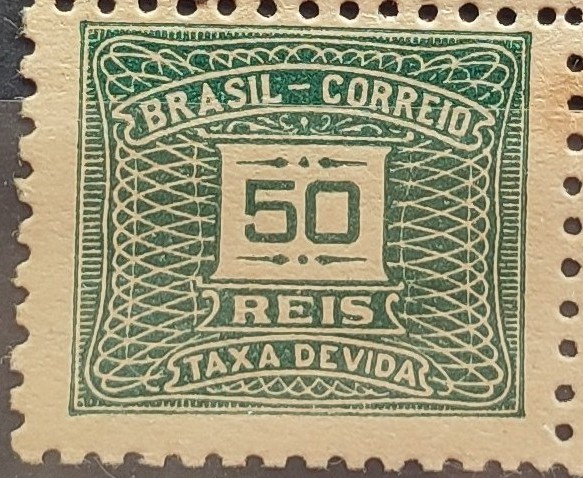 BRASIL - CORREIO
50
REIS
TAXA DEVIDA